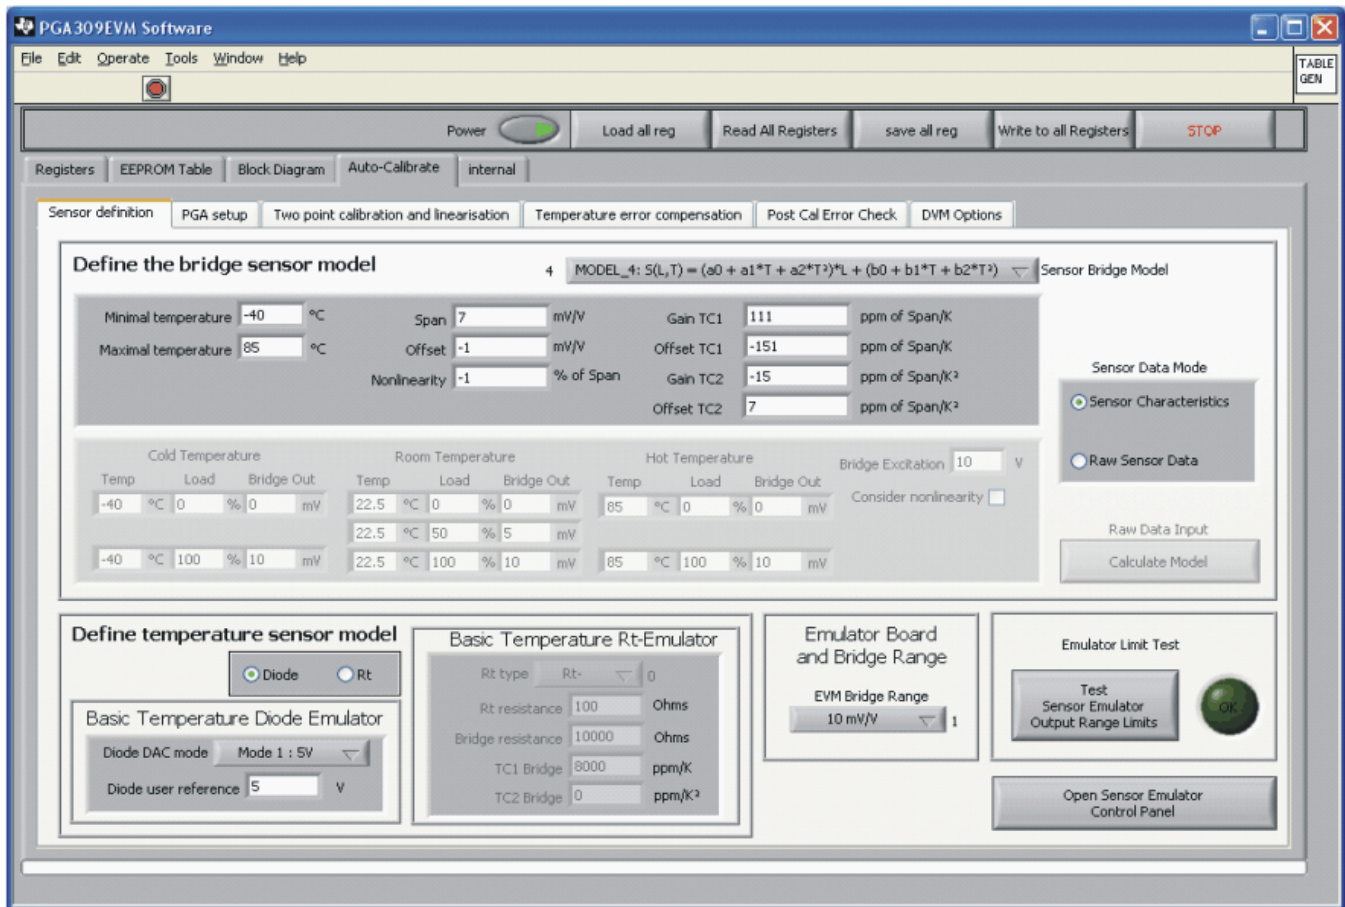 PGA309EVM Software
File Edit Operate Tools Window Help
TABLE
GEN
Power Load all reg Read All Registers save all reg Write to all Registers STOP
Registers EEPROM Table Block Diagram Auto-Calibrate internal
Sensor definition PGA setup Two point calibration and linearisation Temperature error compensation Post Cal Error Check DVM Options
Define the bridge sensor model 4 MODEL_4: S(L,T) = (a0 + a1*T + a2*T²)*L + (b0 + b1*T + b2*T²) Sensor Bridge Model
Minimal temperature -40 ºC Span 7 mV/V Gain TC1 111 ppm of Span/K
Maximal temperature 85 ºC Offset -1 mV/V Offset TC1 -151 ppm of Span/K
Nonlinearity -1 % of Span Gain TC2 -15 ppm of Span/K²
Offset TC2 7 ppm of Span/K²
Sensor Data Mode
Sensor Characteristics
Raw Sensor Data
Cold Temperature Room Temperature Hot Temperature Bridge Excitation 10 V
Temp Load Bridge Out Temp Load Bridge Out Temp Load Bridge Out
-40 ºC 0 % 0 mV 22.5 ºC 0 % 0 mV 85 ºC 0 % 0 mV Consider nonlinearity
22.5 ºC 50 % 5 mV
-40 ºC 100 % 10 mV 22.5 ºC 100 % 10 mV 85 ºC 100 % 10 mV
Raw Data Input
Calculate Model
Define temperature sensor model
Diode Rt
Basic Temperature Diode Emulator
Diode DAC mode Mode 1 : 5V
Diode user reference 5 V
Basic Temperature Rt-Emulator
Rt type Rt- 0
Rt resistance 100 Ohms
Bridge resistance 10000 Ohms
TC1 Bridge 8000 ppm/K
TC2 Bridge 0 ppm/K²
Emulator Board
and Bridge Range
EVM Bridge Range
10 mV/V 1
Emulator Limit Test
Test
Sensor Emulator
Output Range Limits
OK
Open Sensor Emulator
Control Panel